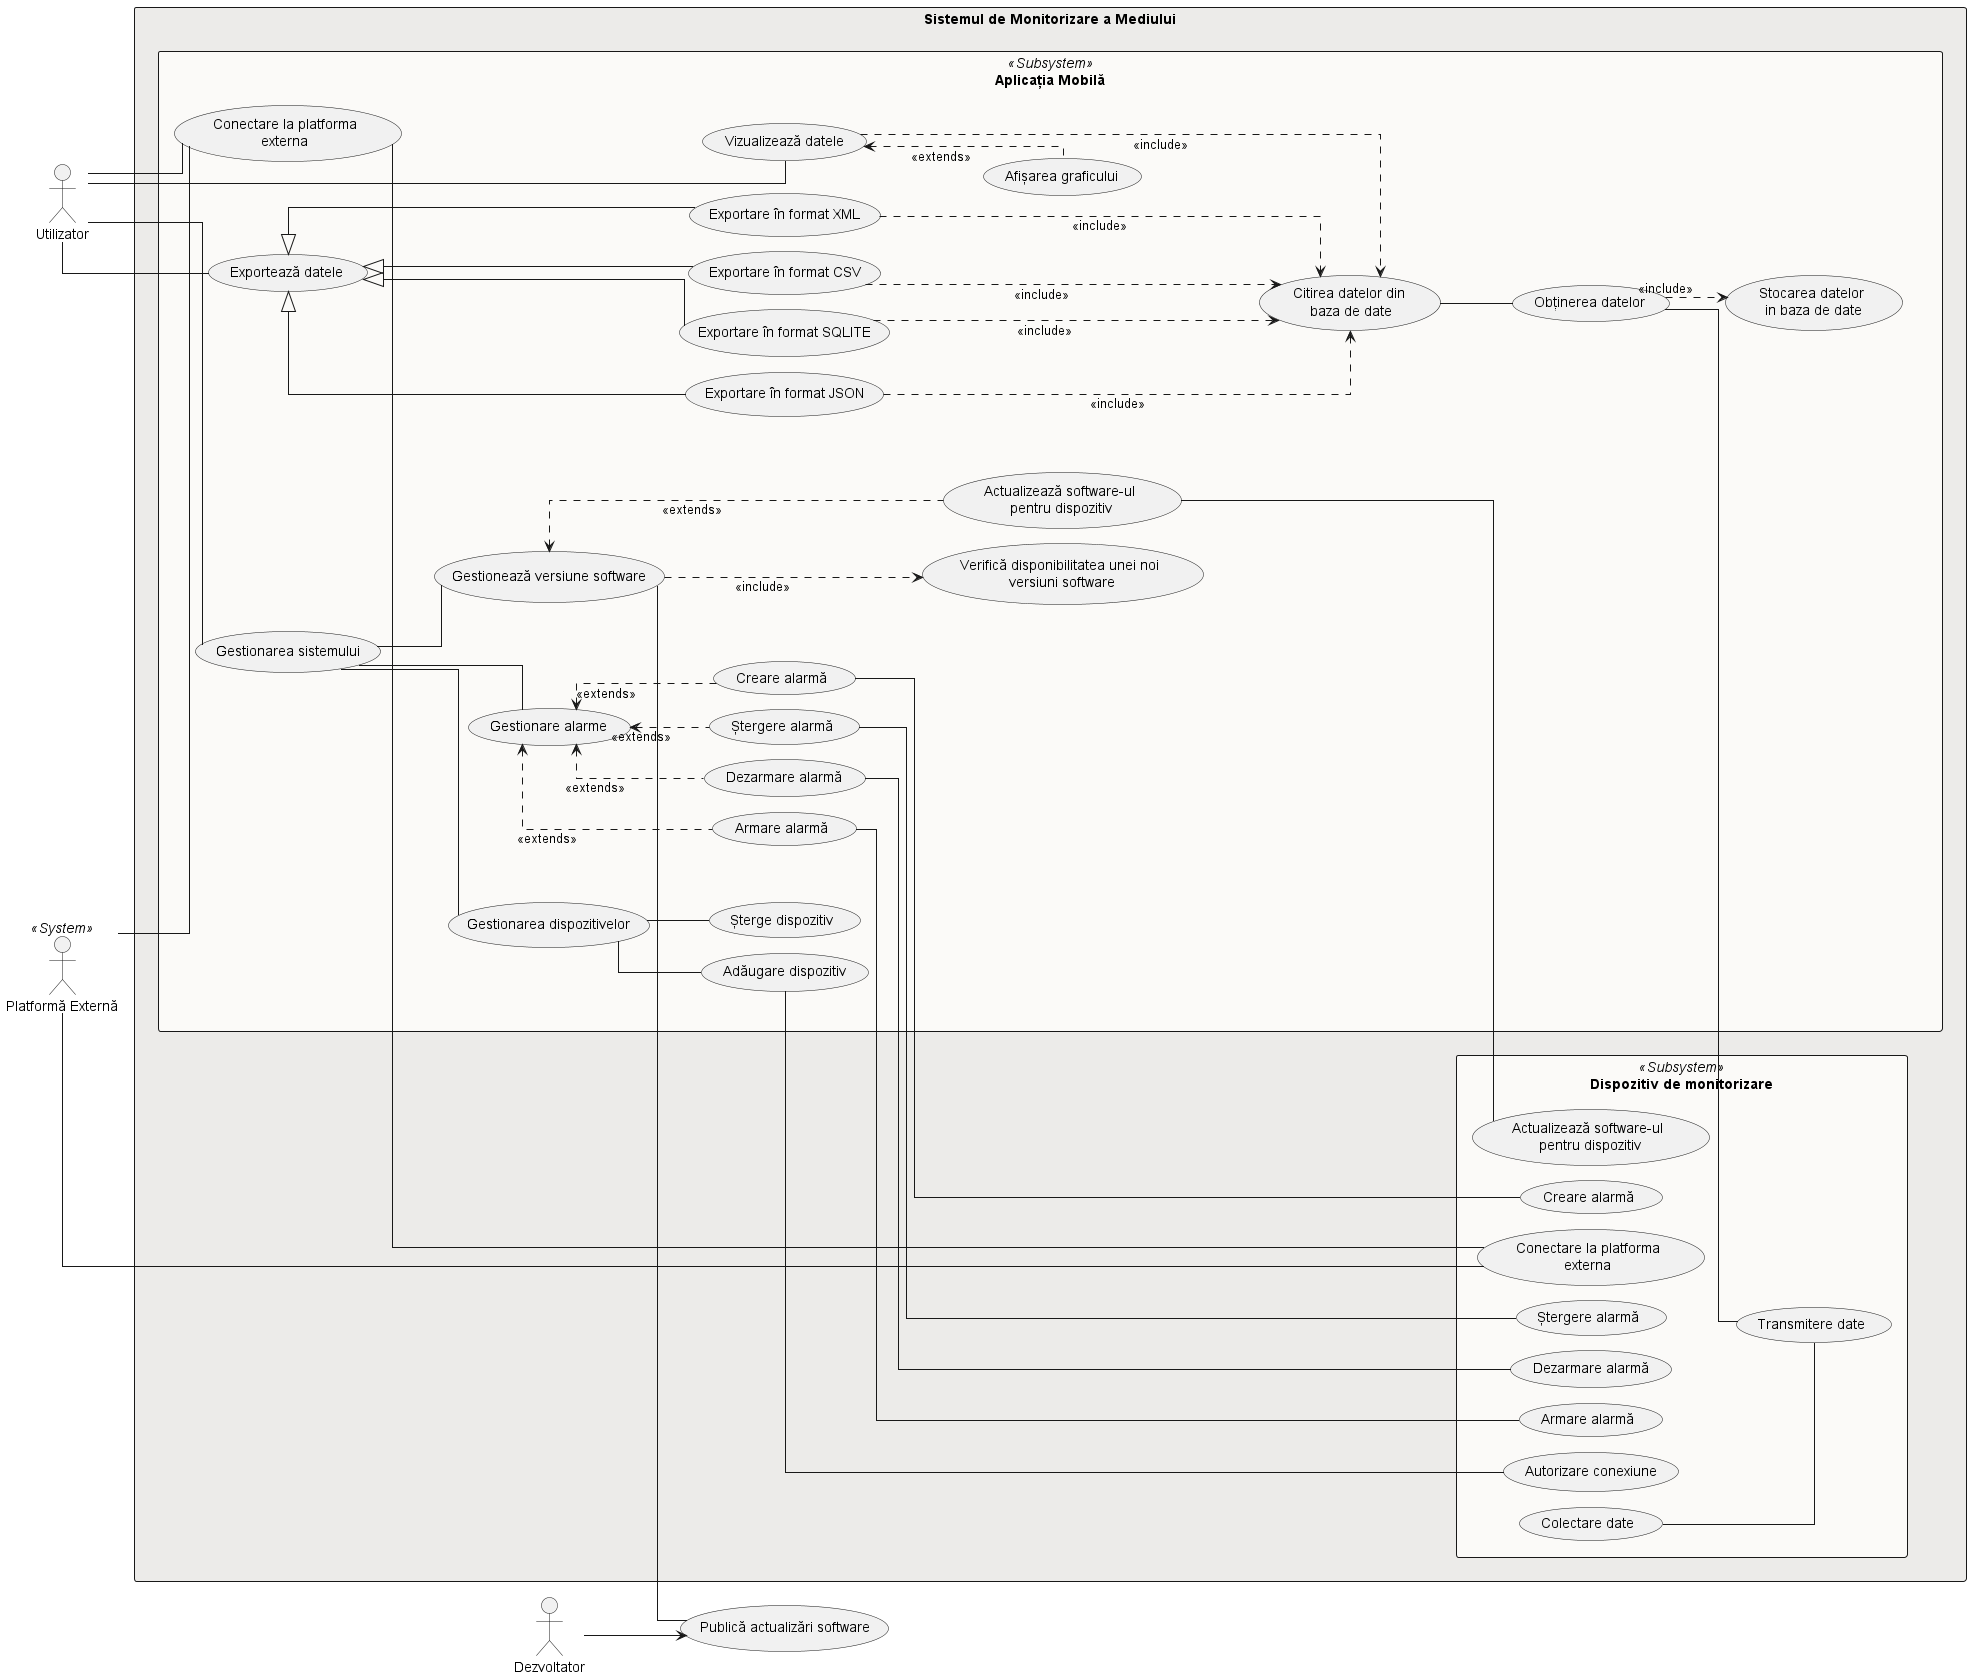 Sistemul de Monitorizare a Mediului
«Subsystem»
Aplicația Mobilă
Conectare la platforma
externa
Vizualizează datele
«include»
«extends»
Afișarea graficului
Utilizator
Exportare în format XML
«include»
Exportează datele
Exportare în format CSV
«include»
Exportare în format SQLITE
«include»
Exportare în format JSON
«include»
Citirea datelor din
baza de date
Obținerea datelor
«include»
Stocarea datelor
in baza de date
Actualizează software-ul
pentru dispozitiv
«extends»
Gestionează versiune software
«include»
Verifică disponibilitatea unei noi
versiuni software
Gestionarea sistemului
Creare alarmă
«extends»
Gestionare alarme
«extends»
Ștergere alarmă
Dezarmare alarmă
«extends»
Armare alarmă
«extends»
Gestionarea dispozitivelor
Șterge dispozitiv
Adăugare dispozitiv
«System»
Platformă Externă
«Subsystem»
Dispozitiv de monitorizare
Actualizează software-ul
pentru dispozitiv
Creare alarmă
Conectare la platforma
externa
Ștergere alarmă
Transmitere date
Dezarmare alarmă
Armare alarmă
Autorizare conexiune
Colectare date
Publică actualizări software
Dezvoltator